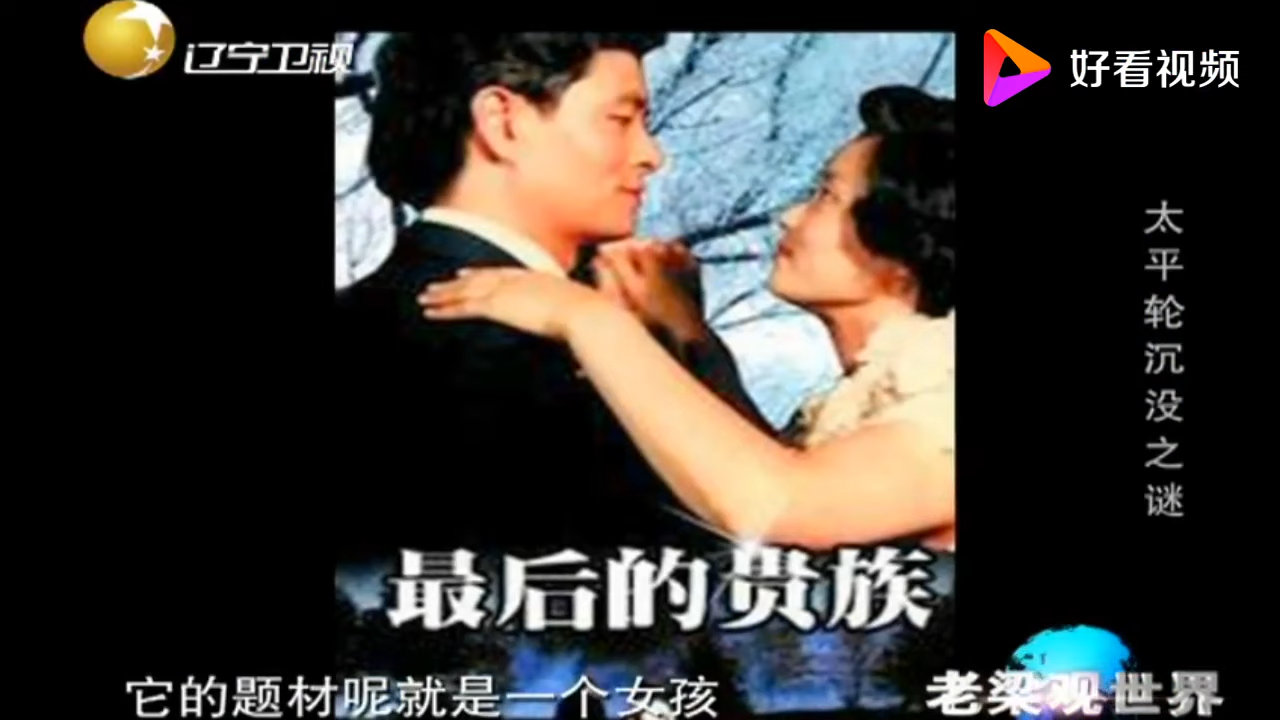 辽宁卫视
好看视频
太平轮沉没之谜
最后的贵族
它的题材呢就是一个女孩
老梁观世界